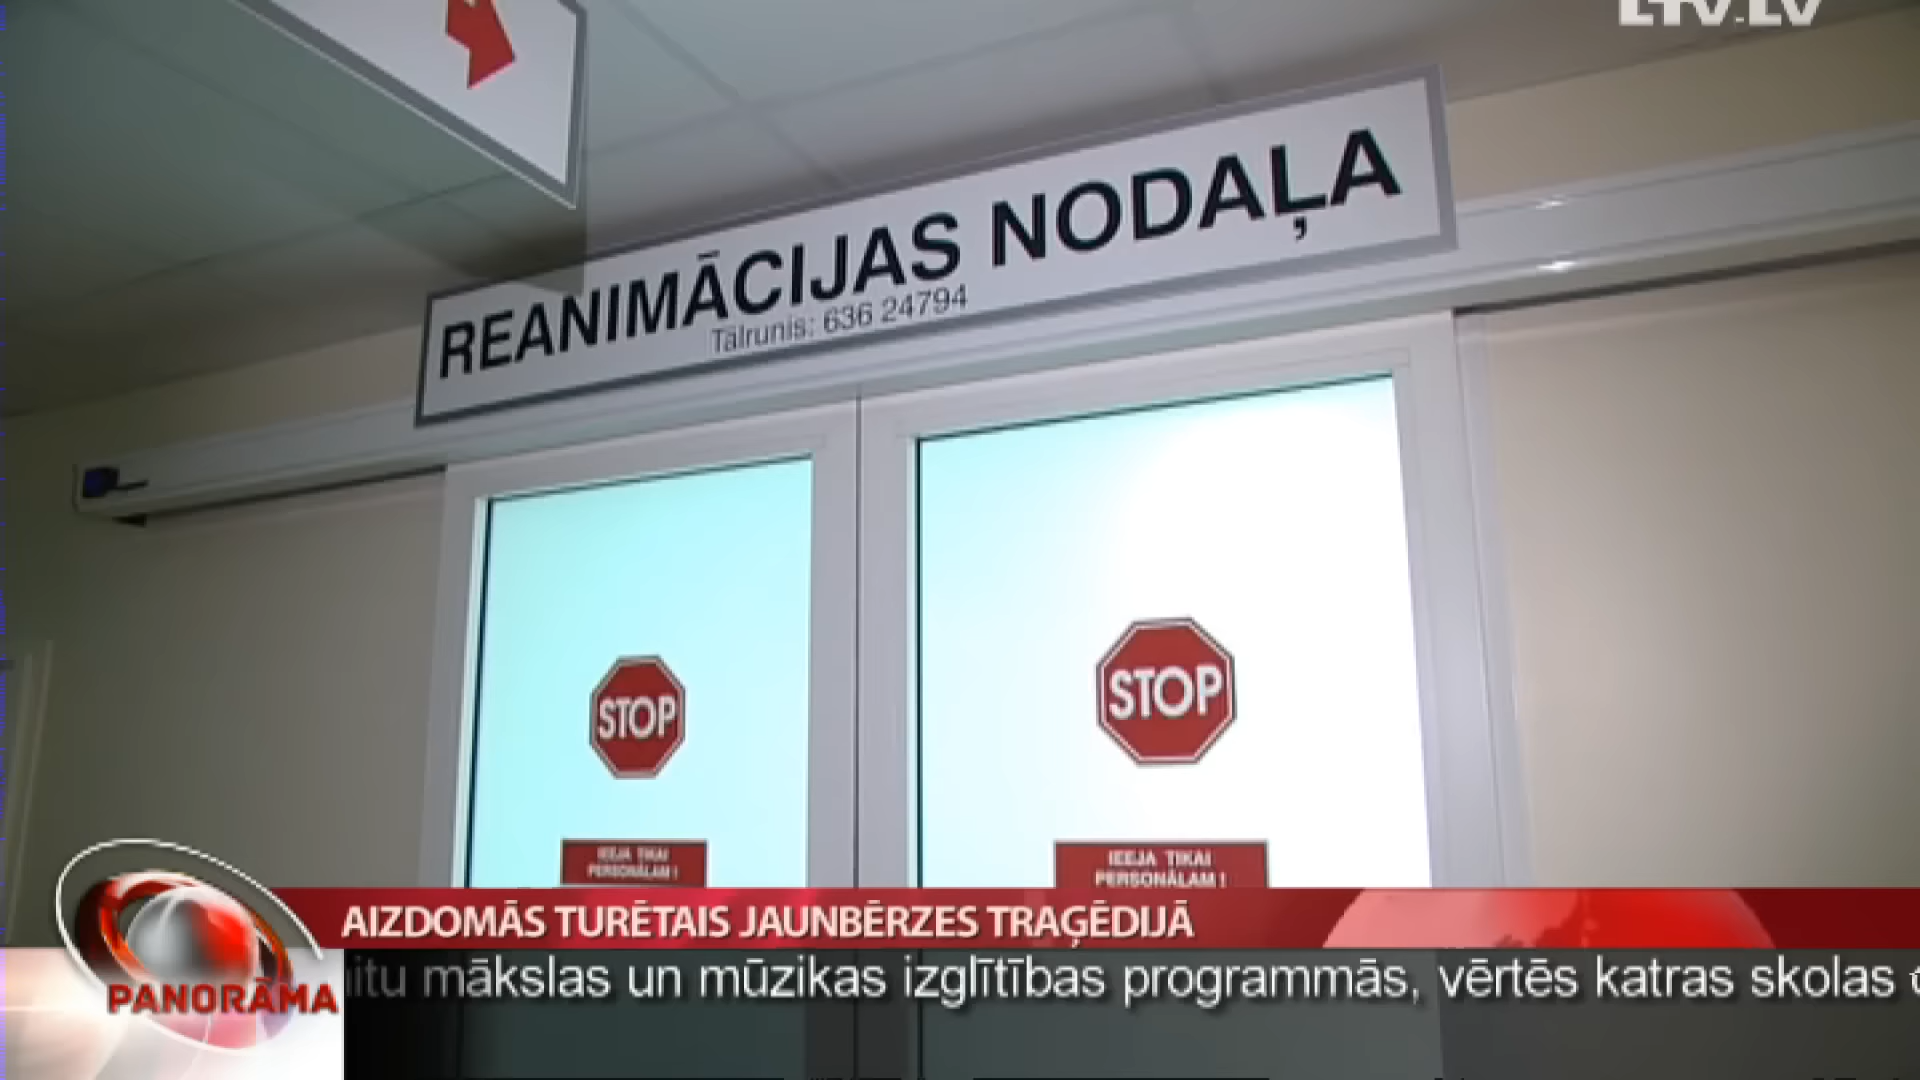 LTV.LV
REANIMĀCIJAS NODAĻA
Tālrunis: 636 24794
STOP
STOP
IEEJA TIKAI
PERSONĀLAM !
IEEJA TIKAI
PERSONĀLAM !
AIZDOMĀS TURĒTAIS JAUNBĒRZES TRAĢĒDIJĀ
PANORĀMA
mākslas un mūzikas izglītības programmās, vērtēs katras skolas